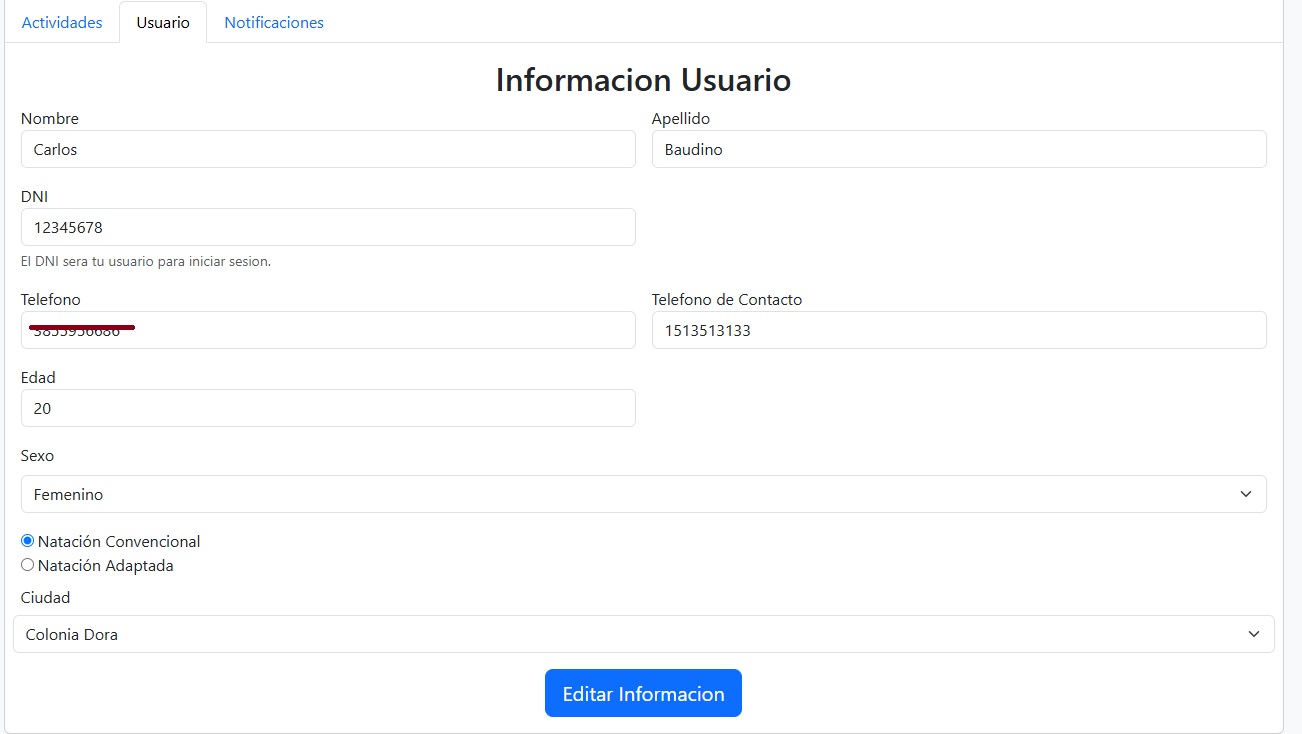 Actividades Usuario Notificaciones
Informacion Usuario
Nombre Apellido
Carlos Baudino
DNI
12345678
El DNI sera tu usuario para iniciar sesion.
Telefono Telefono de Contacto
1513513133
Edad
20
Sexo
Femenino
Natación Convencional
Natación Adaptada
Ciudad
Colonia Dora
Editar Informacion